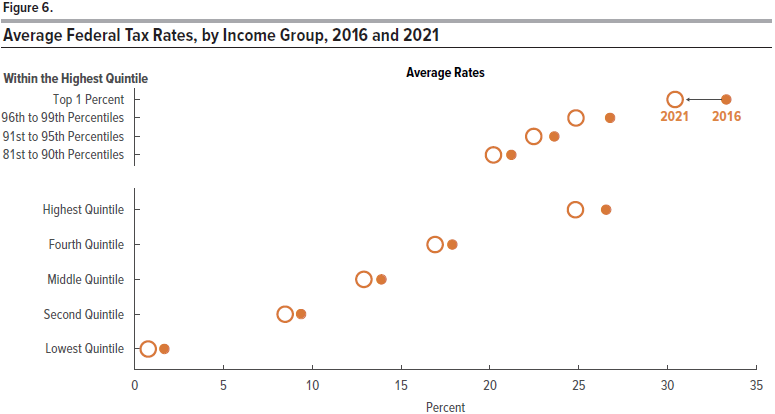 Figure 6.
Average Federal Tax Rates, by Income Group, 2016 and 2021
Average Rates
Within the Highest Quintile
Top 1 Percent
96th to 99th Percentiles
2021 2016
91st to 95th Percentiles
81st to 90th Percentiles
Highest Quintile
Fourth Quintile
Middle Quintile
Second Quintile
Lowest Quintile
0 5 10 15 20 25 30 35
Percent